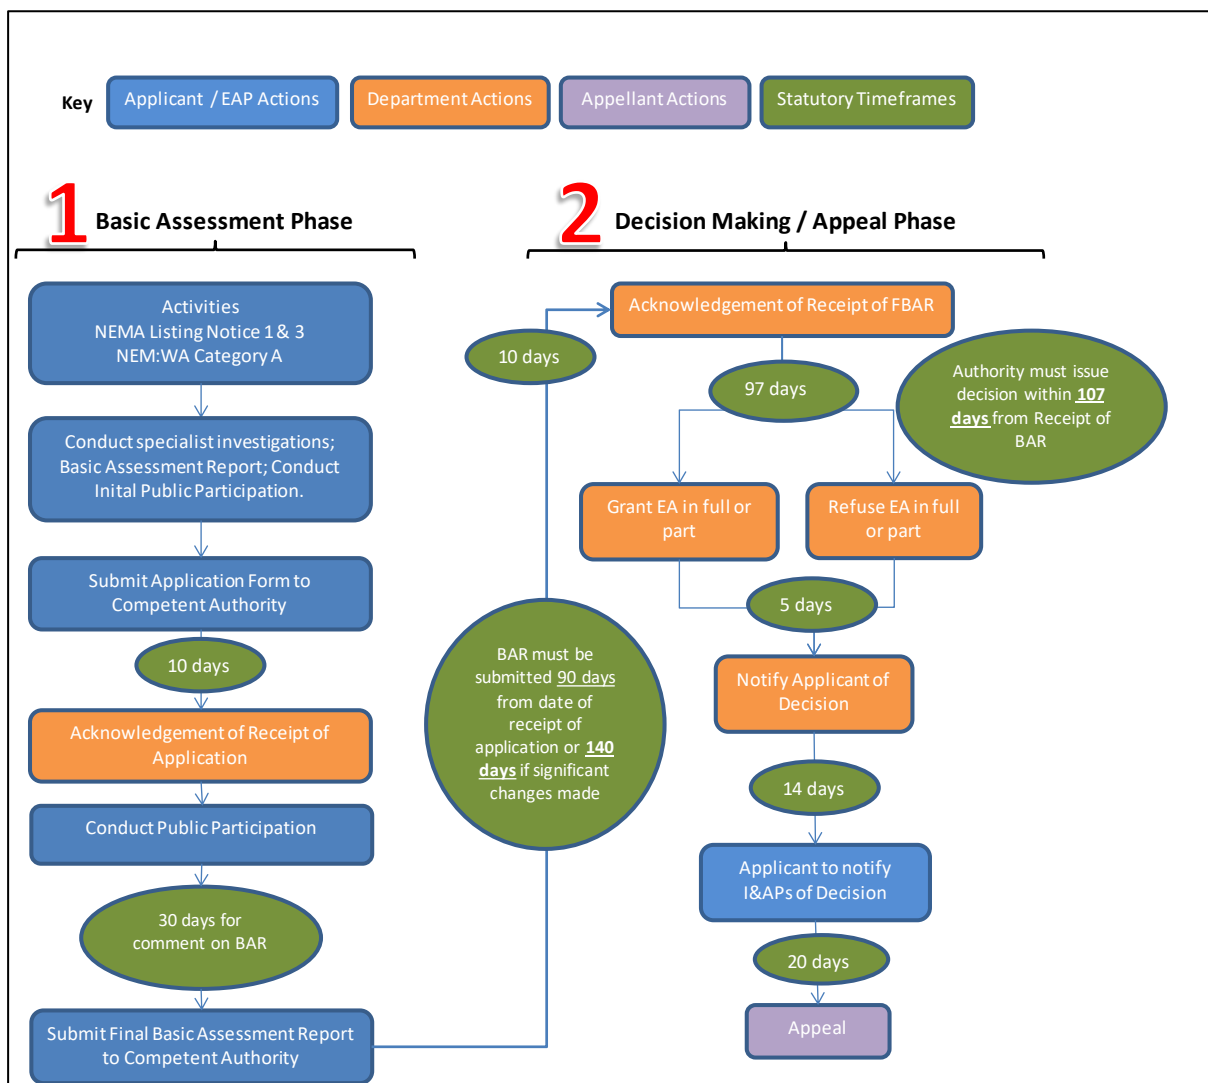 Key
Applicant / EAP Actions
Department Actions
Appellant Actions
Statutory Timeframes
1 Basic Assessment Phase
Activities
NEMA Listing Notice 1 & 3
NEM:WA Category A
Conduct specialist investigations;
Basic Assessment Report; Conduct
Inital Public Participation.
Submit Application Form to
Competent Authority
10 days
Acknowledgement of Receipt of
Application
Conduct Public Participation
30 days for
comment on BAR
Submit Final Basic Assessment Report
to Competent Authority
BAR must be
submitted 90 days
from date of
receipt of
application or 140
days if significant
changes made
10 days
2 Decision Making / Appeal Phase
Acknowledgement of Receipt of FBAR
97 days
Authority must issue
decision within 107
days from Receipt of
BAR
Grant EA in full or
part
Refuse EA in full
or part
5 days
Notify Applicant of
Decision
14 days
Applicant to notify
I&APs of Decision
20 days
Appeal